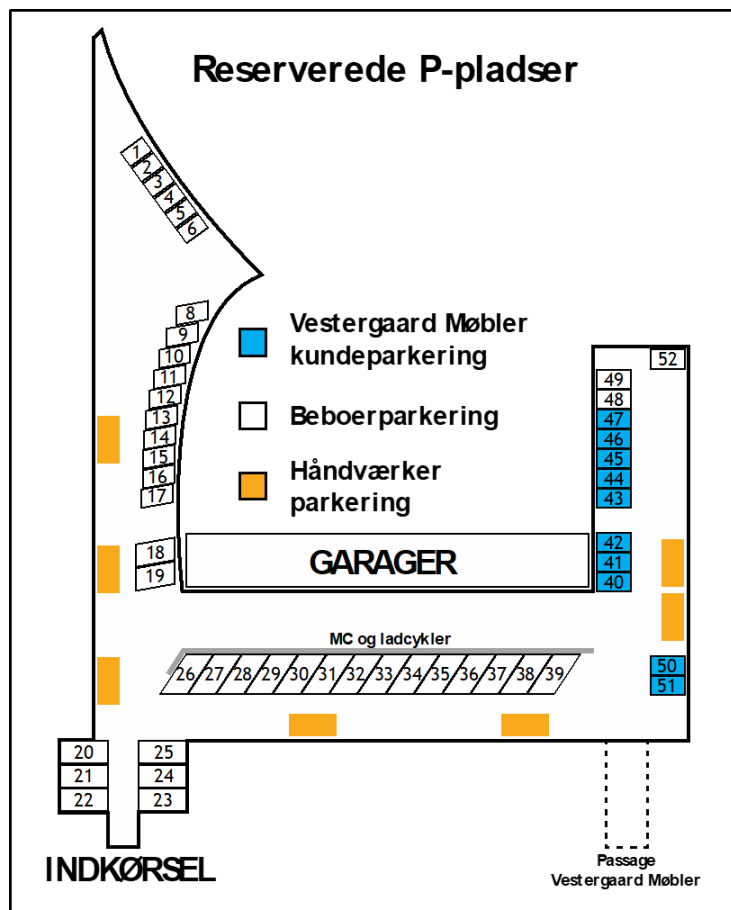 Reserverede P-pladser
1
2
3
4
5
6
8
9
10
11
12
13
14
15
16
17
18
19
Vestergaard Møbler
kundeparkering
Beboerparkering
Håndværker
parkering
52
49
48
47
46
45
44
43
42
41
40
GARAGER
MC og ladcykler
26 27 28 29 30 31 32 33 34 35 36 37 38 39
50
51
20 25
21 24
22 23
INDKØRSEL
Passage
Vestergaard Møbler